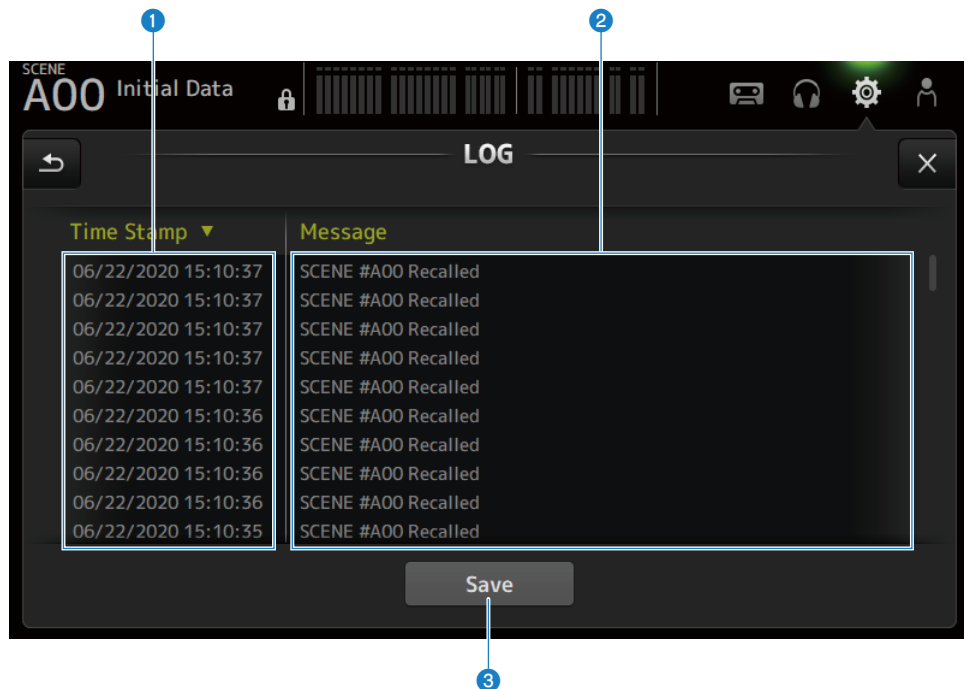 1 2
SCENE
A00 Initial Data
LOG
Time Stamp ▼ Message
06/22/2020 15:10:37 SCENE #A00 Recalled
06/22/2020 15:10:37 SCENE #A00 Recalled
06/22/2020 15:10:37 SCENE #A00 Recalled
06/22/2020 15:10:37 SCENE #A00 Recalled
06/22/2020 15:10:37 SCENE #A00 Recalled
06/22/2020 15:10:36 SCENE #A00 Recalled
06/22/2020 15:10:36 SCENE #A00 Recalled
06/22/2020 15:10:36 SCENE #A00 Recalled
06/22/2020 15:10:36 SCENE #A00 Recalled
06/22/2020 15:10:35 SCENE #A00 Recalled
Save
3